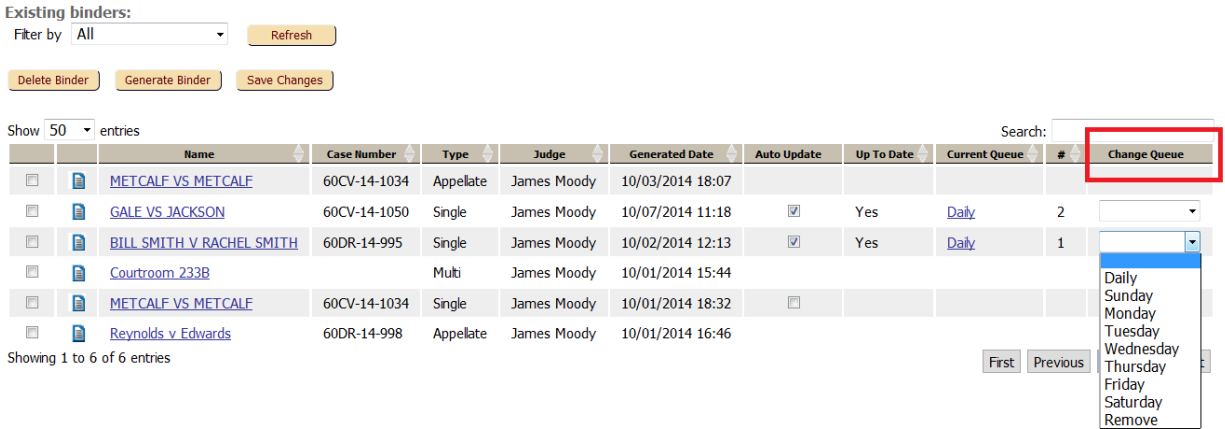 Existing binders:
Filter by All Refresh
Delete Binder Generate Binder Save Changes
Show 50 entries Search:
Name Case Number Type Judge Generated Date Auto Update Up To Date Current Queue # Change Queue
METCALF VS METCALF 60CV-14-1034 Appellate James Moody 10/03/2014 18:07
GALE VS JACKSON 60CV-14-1050 Single James Moody 10/07/2014 11:18 Yes Daily 2
BILL SMITH V RACHEL SMITH 60DR-14-995 Single James Moody 10/02/2014 12:13 Yes Daily 1
Courtroom 233B Multi James Moody 10/01/2014 15:44
METCALF VS METCALF 60CV-14-1034 Single James Moody 10/01/2014 18:32
Reynolds v Edwards 60DR-14-998 Appellate James Moody 10/01/2014 16:46
Daily
Sunday
Monday
Tuesday
Wednesday
Thursday
Friday
Saturday
Remove
Showing 1 to 6 of 6 entries
First Previous